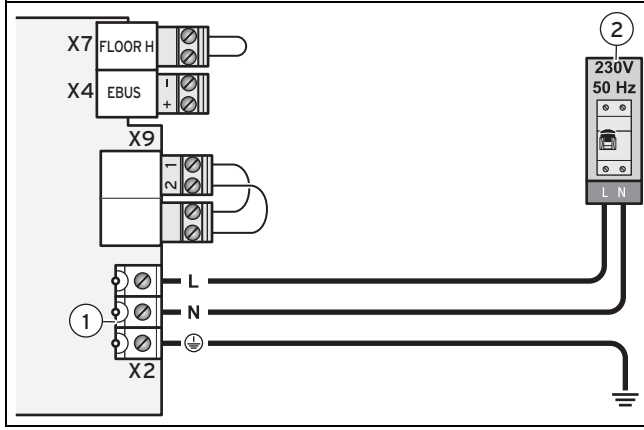 2
X7 FLOOR H
230V
50 Hz
X4 EBUS - +
X9
1
2
L N
L
N
1
X2